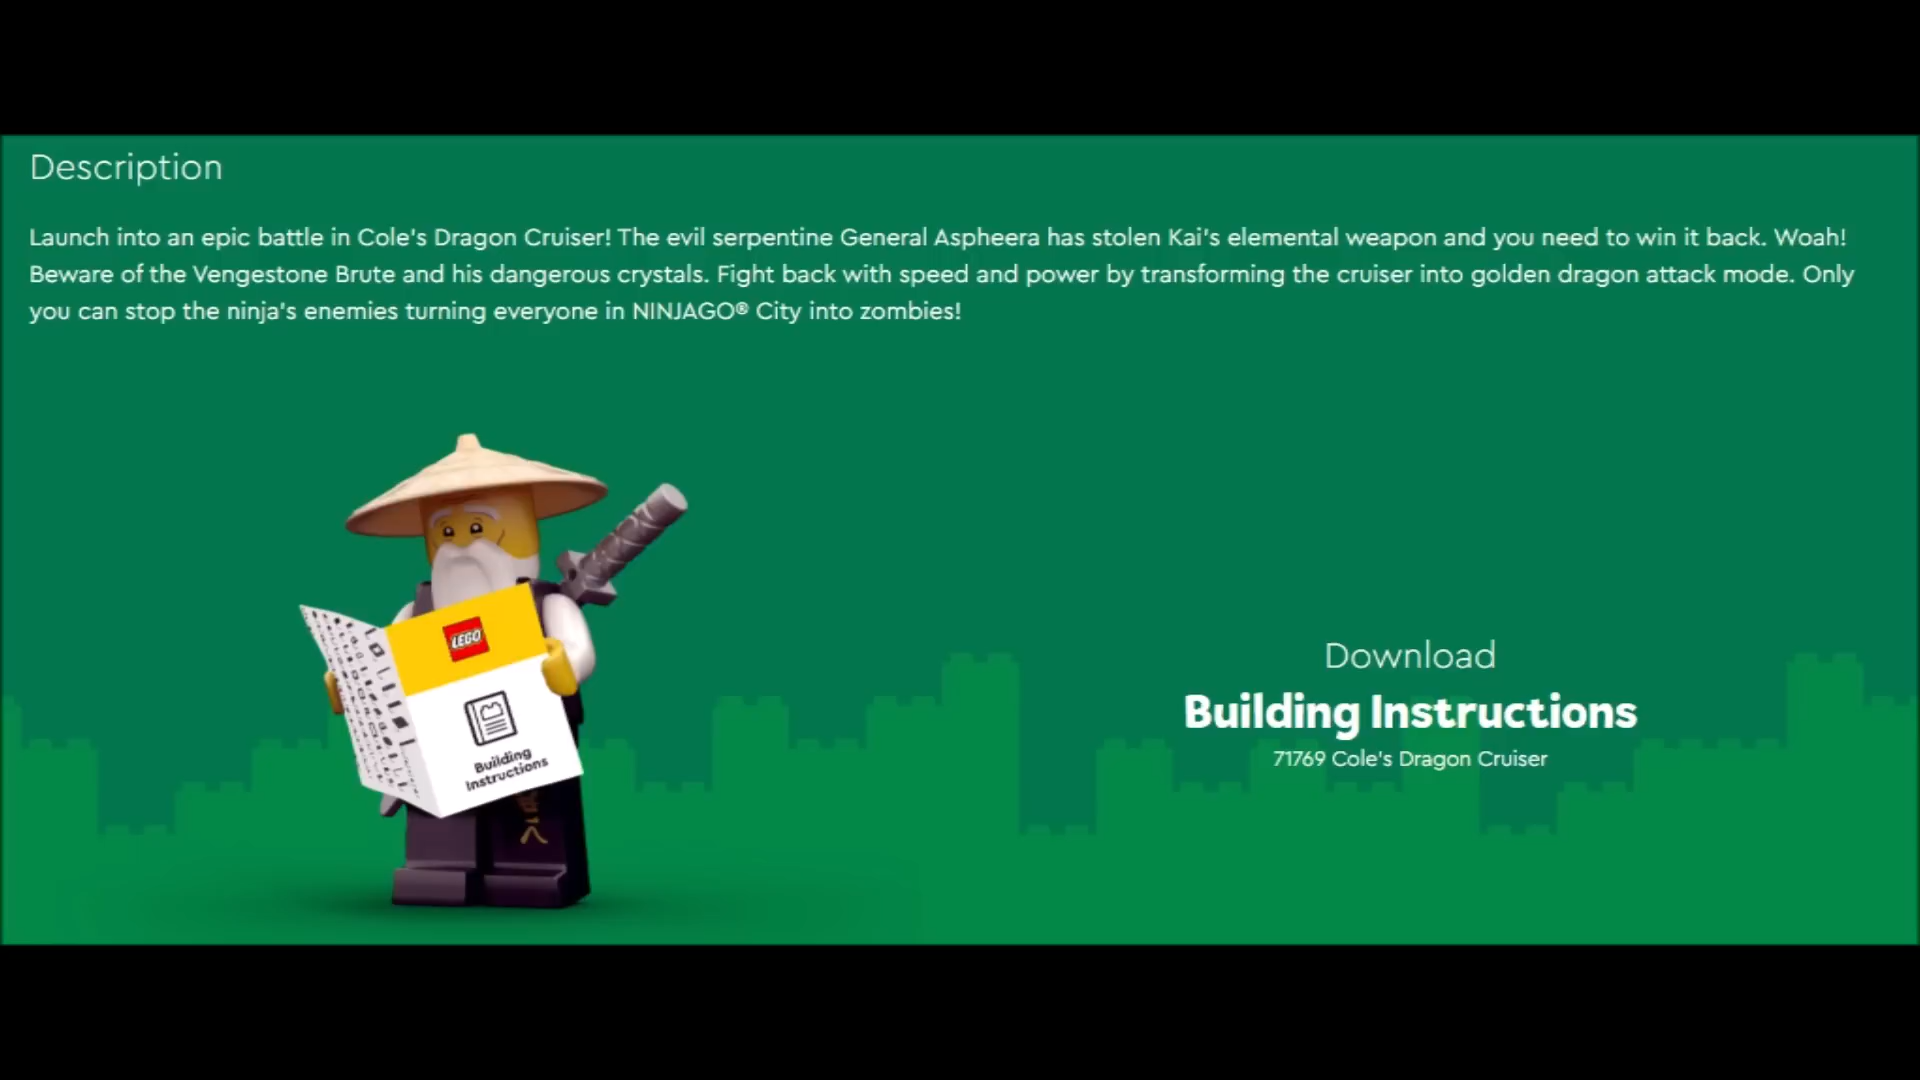 Description
Launch into an epic battle in Cole's Dragon Cruiser! The evil serpentine General Aspheera has stolen Kai's elemental weapon and you need to win it back. Woah!
Beware of the Vengestone Brute and his dangerous crystals. Fight back with speed and power by transforming the cruiser into golden dragon attack mode. Only
you can stop the ninja's enemies turning everyone in NINJAGO® City into zombies!
LEGO
Building
Instructions
Download
Building Instructions
71769 Cole's Dragon Cruiser